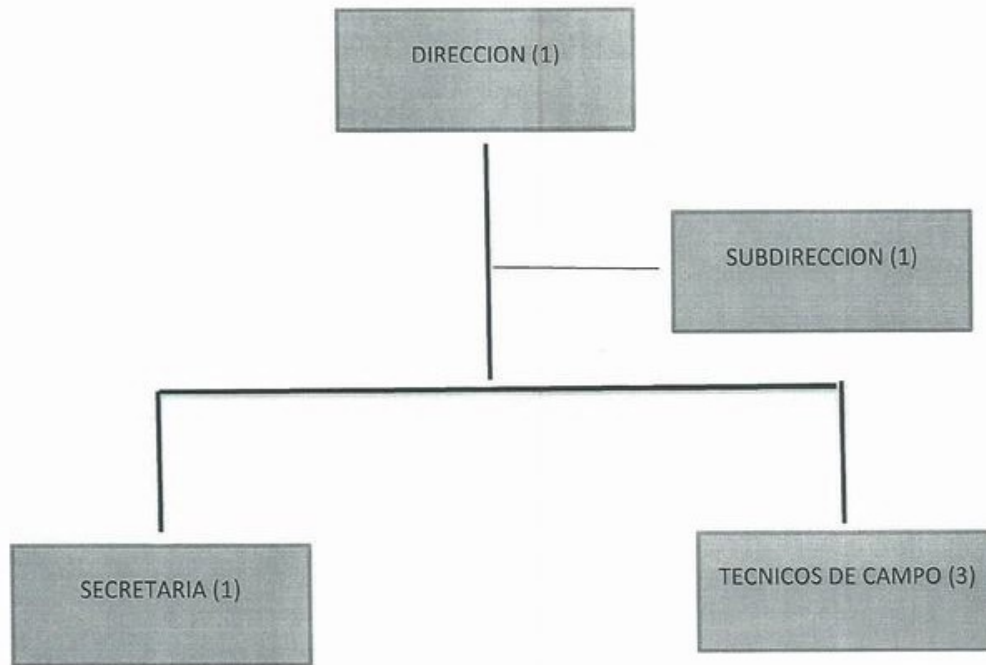 DIRECCION (1)
SUBDIRECCION (1)
SECRETARIA (1)
TECNICOS DE CAMPO (3)